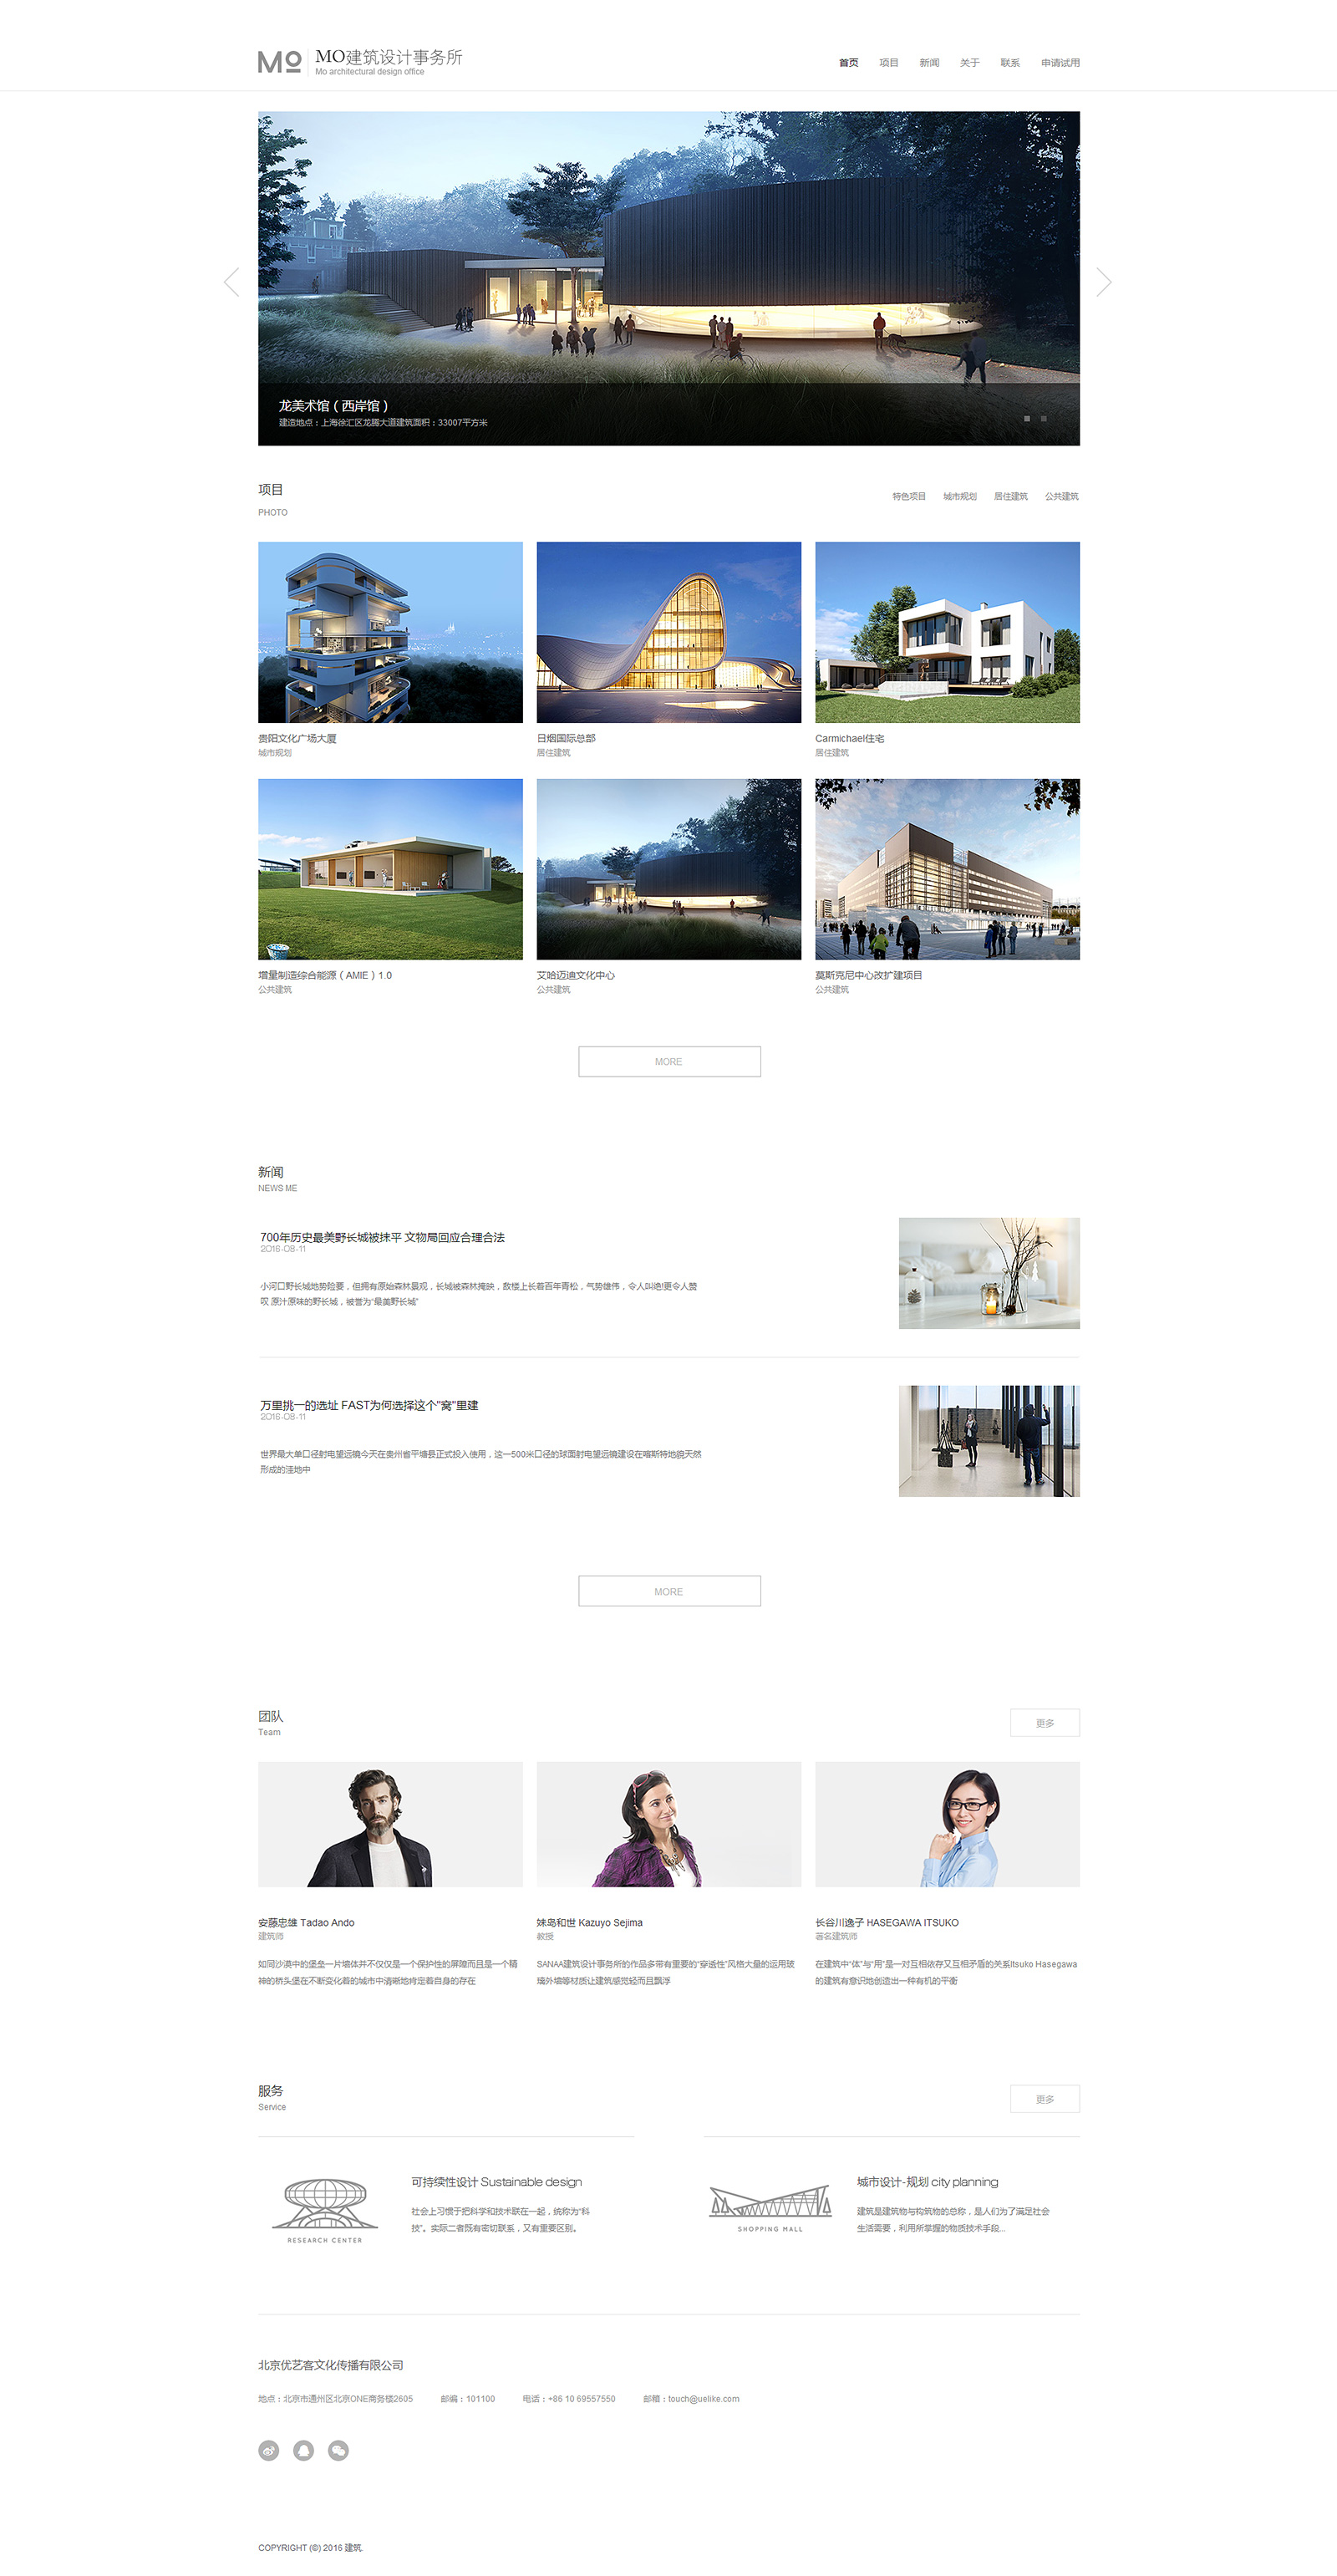 MO
MO建筑设计事务所
Mo architectural design office
首页 项目 新闻 关于 联系 申请试用
龙美术馆（西岸馆）
建造地点：上海徐汇区龙腾大道建筑面积：33007平方米
项目
PHOTO
特色项目 城市规划 居住建筑 公共建筑
贵阳文化广场大厦
城市规划
日烟国际总部
居住建筑
Carmichael住宅
居住建筑
增量制造综合能源（AMIE）1.0
公共建筑
艾哈迈迪文化中心
公共建筑
莫斯克尼中心改扩建项目
公共建筑
MORE
新闻
NEWS ME
700年历史最美野长城被抹平 文物局回应合理合法
2016-08-11
小河口野长城地势险要，但拥有原始森林景观，长城被森林掩映，敌楼上长着百年青松，气势雄伟，令人叫绝!更令人赞
叹 原汁原味的野长城，被誉为“最美野长城”
万里挑一的选址 FAST为何选择这个"窝"里建
2016-08-11
世界最大单口径射电望远镜今天在贵州省平塘县正式投入使用，这一500米口径的球面射电望远镜建设在喀斯特地貌天然
形成的洼地中
MORE
团队
Team
更多
安藤忠雄 Tadao Ando
建筑师
如同沙漠中的堡垒一片墙体并不仅仅是一个保护性的屏障而且是一个精
神的桥头堡在不断变化着的城市中清晰地肯定着自身的存在
妹岛和世 Kazuyo Sejima
教授
SANAA建筑设计事务所的作品多带有重要的“穿透性”风格大量的运用玻
璃外墙等材质让建筑感觉轻而且飘浮
长谷川逸子 HASEGAWA ITSUKO
著名建筑师
在建筑中“体”与“用”是一对互相依存又互相矛盾的关系Itsuko Hasegawa
的建筑有意识地创造出一种有机的平衡
服务
Service
更多
RESEARCH CENTER
可持续性设计 Sustainable design
社会上习惯于把科学和技术联在一起，统称为“科
技”。实际二者既有密切联系，又有重要区别。
SHOPPING MALL
城市设计-规划 city planning
建筑是建筑物与构筑物的总称，是人们为了满足社会
生活需要，利用所掌握的物质技术手段...
北京优艺客文化传播有限公司
地点：北京市通州区北京ONE商务楼2605 邮编：101100 电话：+86 10 69557550 邮箱：touch@uelike.com
COPYRIGHT (©) 2016 建筑.